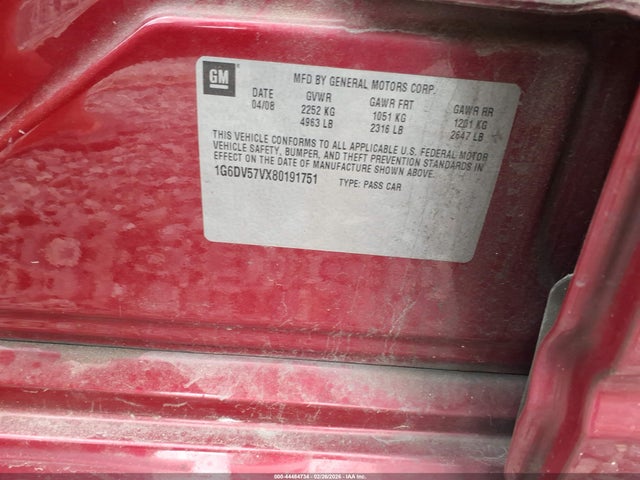 GM
MFD BY GENERAL MOTORS CORP.
DATE GVWR GAWR FRT GAWR RR
04/08 2252 KG 1051 KG 1201 KG
4963 LB 2316 LB 2647 LB
THIS VEHICLE CONFORMS TO ALL APPLICABLE U.S. FEDERAL MOTOR
VEHICLE SAFETY, BUMPER, AND THEFT PREVENTION STANDARDS IN
EFFECT ON THE DATE OF MANUFACTURE SHOWN ABOVE.
1G6DV57VX80191751 TYPE: PASS CAR
000-44464734 - 02/26/2026 - IAA Inc.